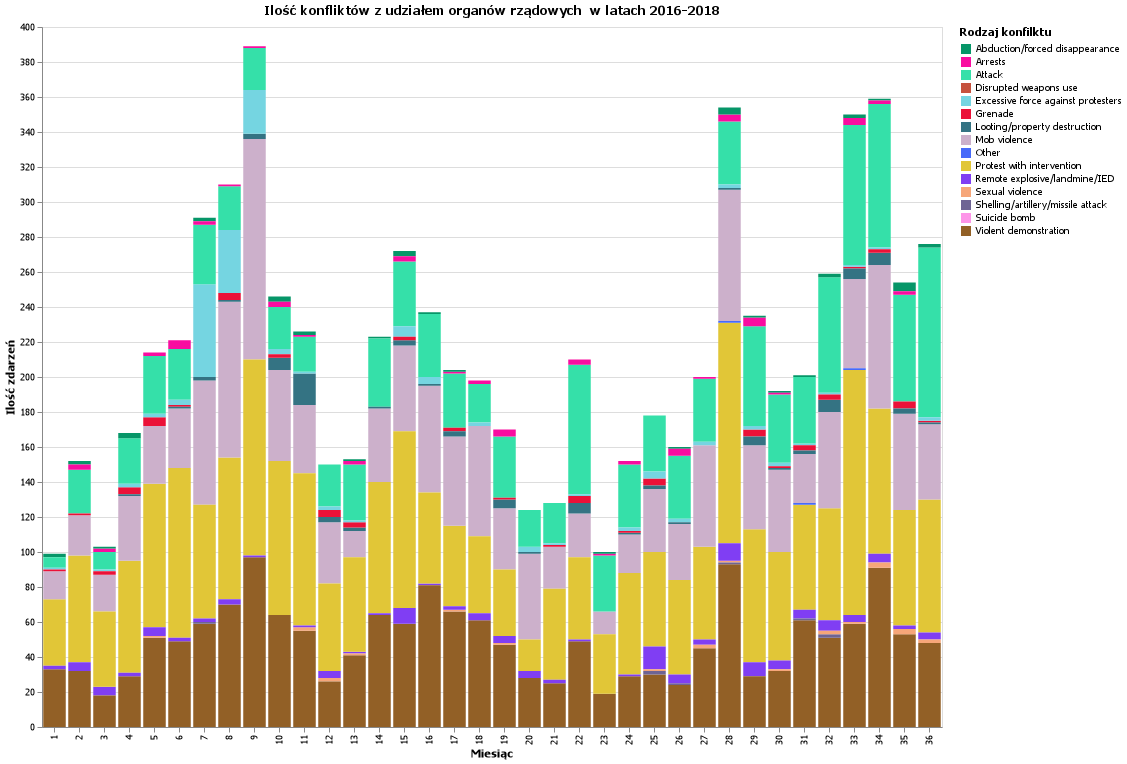 Ilość konfliktów z udziałem organów rządowych w latach 2016-2018
Rodzaj konfilktu
Abduction/forced disappearance
Arrests
Attack
Disrupted weapons use
Excessive force against protesters
Grenade
Looting/property destruction
Mob violence
Other
Protest with intervention
Remote explosive/landmine/IED
Sexual violence
Shelling/artillery/missile attack
Suicide bomb
Violent demonstration
Ilość zdarzeń
400
380
360
340
320
300
280
260
240
220
200
180
160
140
120
100
80
60
40
20
0
1 2 3 4 5 6 7 8 9 10 11 12 13 14 15 16 17 18 19 20 21 22 23 24 25 26 27 28 29 30 31 32 33 34 35 36
Miesiąc